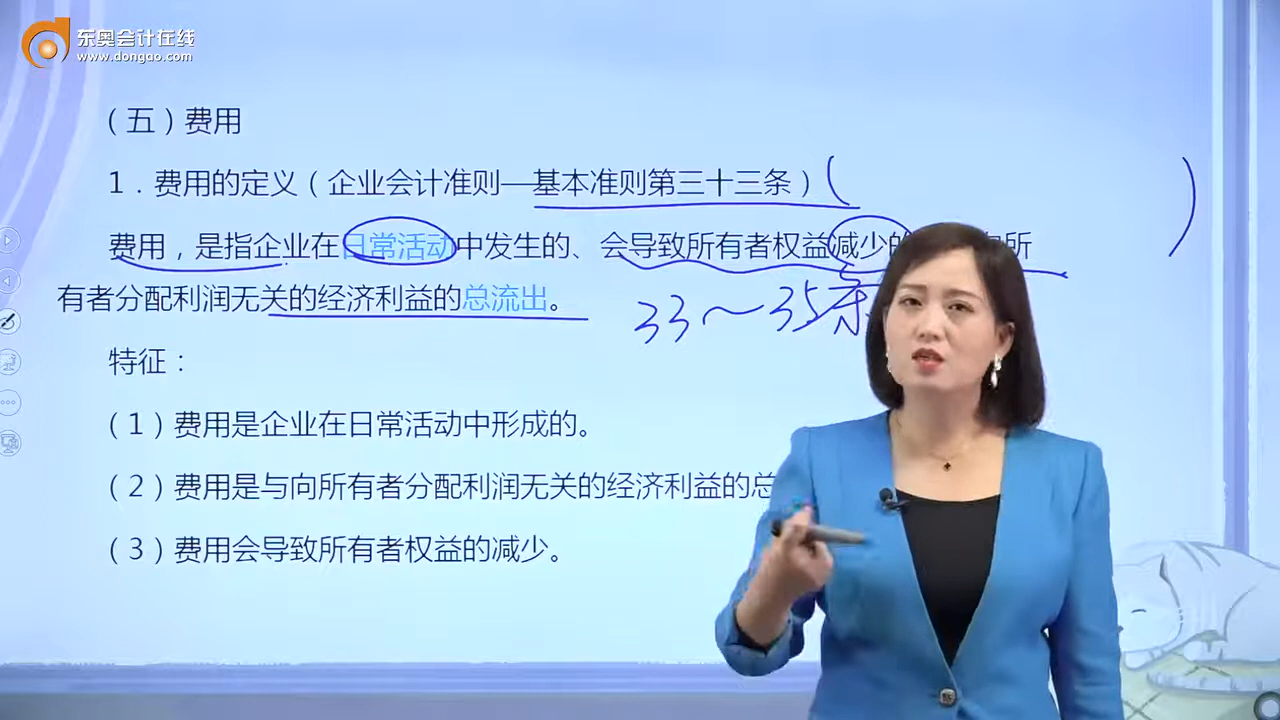 东奥会计在线
www.dongao.com
（五）费用
1．费用的定义（企业会计准则—基本准则第三十三条）
费用，是指企业在日常活动中发生的、会导致所有者权益减少的 向所
有者分配利润无关的经济利益的总流出。
33～35条
特征：
（1）费用是企业在日常活动中形成的。
（2）费用是与向所有者分配利润无关的经济利益的总
（3）费用会导致所有者权益的减少。